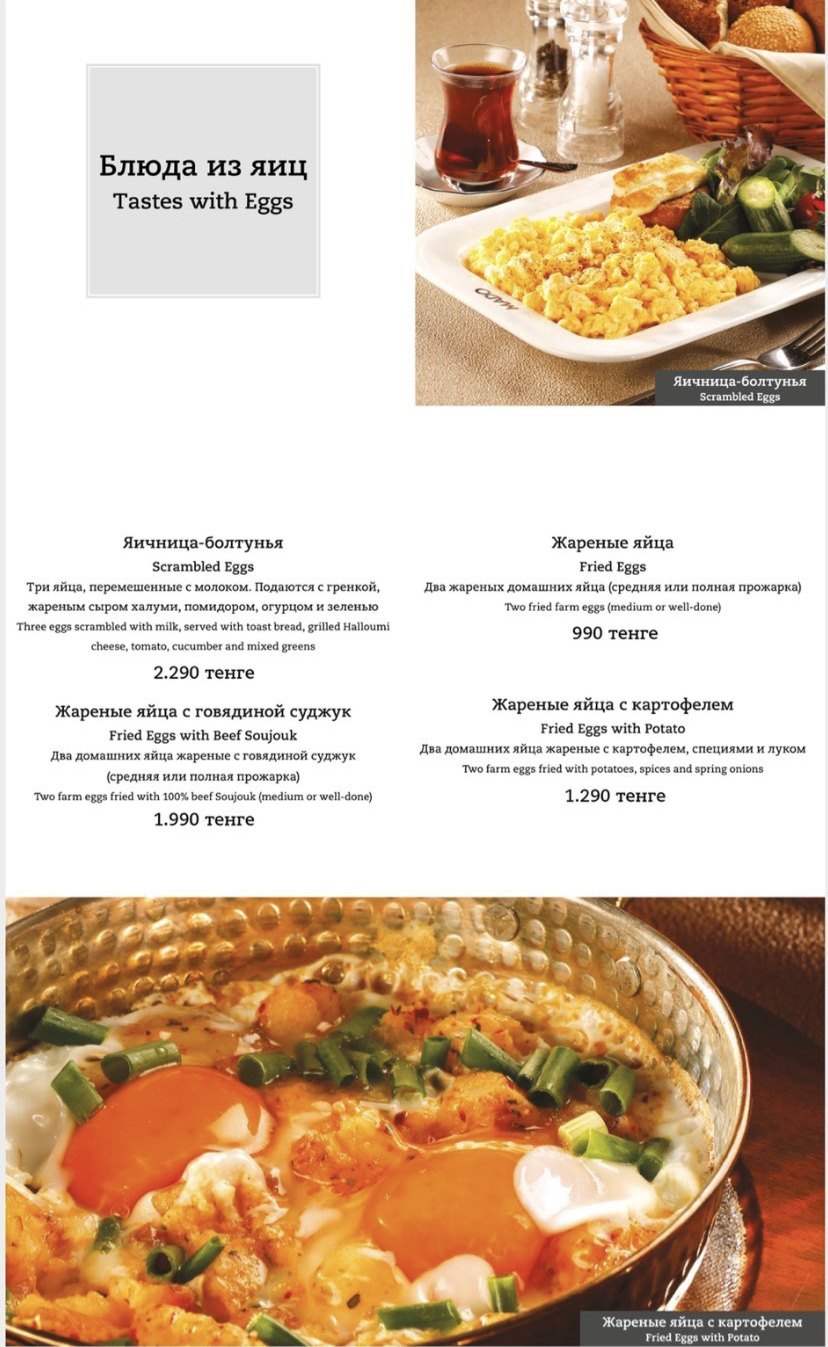 Блюда из яиц
Tastes with Eggs
MADO
Яичница-болтунья
Scrambled Eggs
Яичница-болтунья
Scrambled Eggs
Три яйца, перемешенные с молоком. Подаются с гренкой,
жареным сыром халуми, помидором, огурцом и зеленью
Three eggs scrambled with milk, served with toast bread, grilled Halloumi
cheese, tomato, cucumber and mixed greens
2.290 тенге
Жареные яйца с говядиной суджук
Fried Eggs with Beef Soujouk
Два домашних яйца жареные с говядиной суджук
(средняя или полная прожарка)
Two farm eggs fried with 100% beef Soujouk (medium or well-done)
1.990 тенге
Жареные яйца
Fried Eggs
Два жареных домашних яйца (средняя или полная прожарка)
Two fried farm eggs (medium or well-done)
990 тенге
Жареные яйца с картофелем
Fried Eggs with Potato
Два домашних яйца жареные с картофелем, специями и луком
Two farm eggs fried with potatoes, spices and spring onions
1.290 тенге
Жареные яйца с картофелем
Fried Eggs with Potato